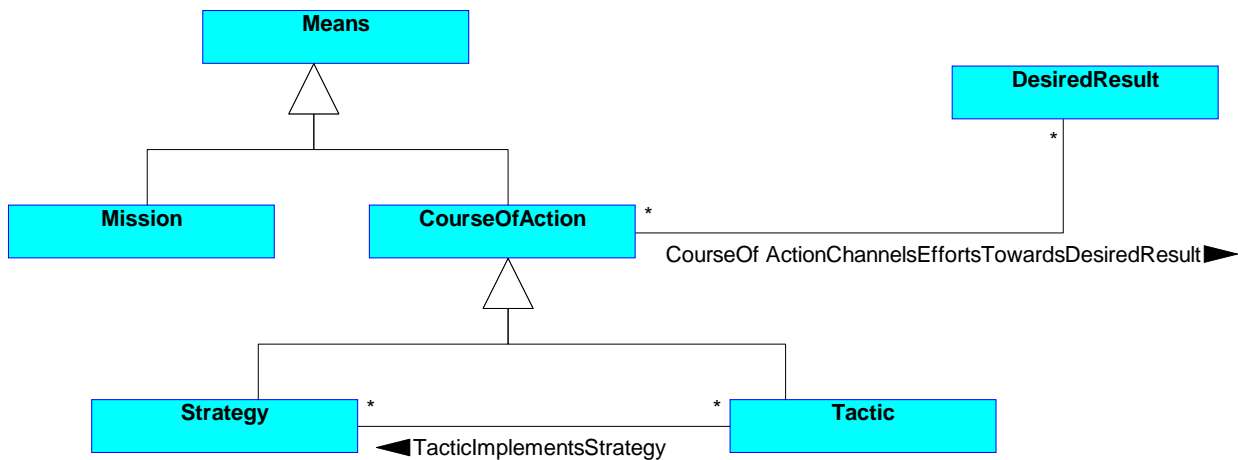 Means
DesiredResult
*
Mission
CourseOfAction
*
CourseOf ActionChannelsEffortsTowardsDesiredResult
Strategy
*
*
Tactic
TacticImplementsStrategy